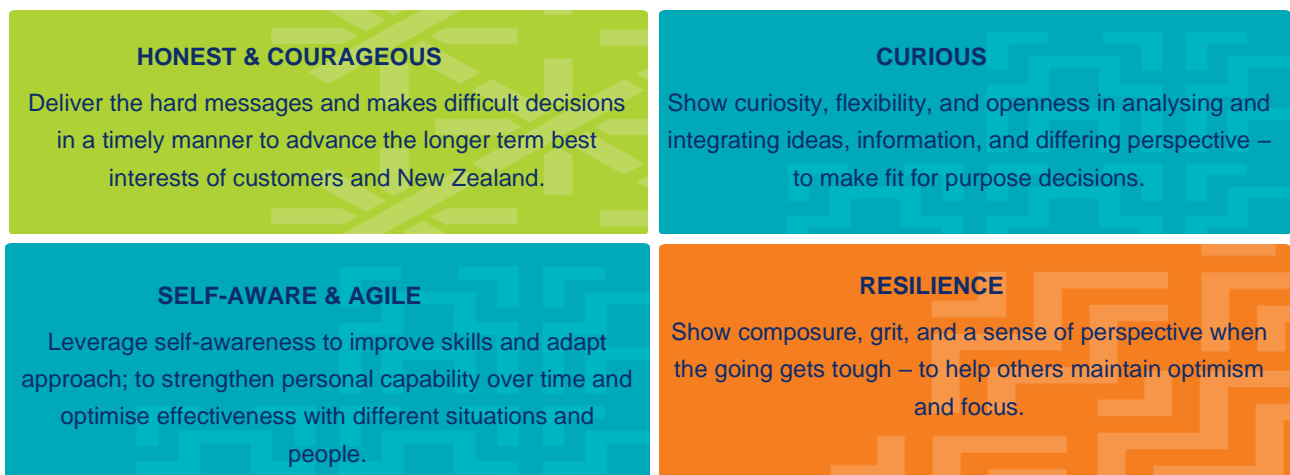 HONEST & COURAGEOUS
Deliver the hard messages and makes difficult decisions
in a timely manner to advance the longer term best
interests of customers and New Zealand.
CURIOUS
Show curiosity, flexibility, and openness in analysing and
integrating ideas, information, and differing perspective –
to make fit for purpose decisions.
SELF-AWARE & AGILE
Leverage self-awareness to improve skills and adapt
approach; to strengthen personal capability over time and
optimise effectiveness with different situations and
people.
RESILIENCE
Show composure, grit, and a sense of perspective when
the going gets tough – to help others maintain optimism
and focus.